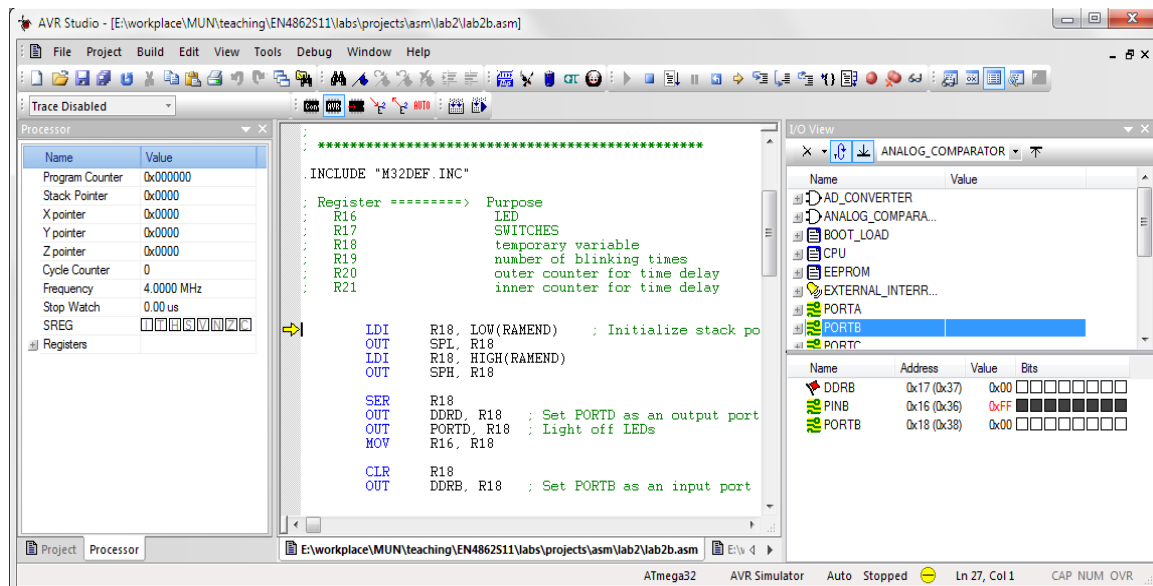 AVR Studio - [E:\workplace\MUN\teaching\EN4862S11\labs\projects\asm\lab2\lab2b.asm]
File Project Build Edit View Tools Debug Window Help
Trace Disabled
Con AVR AUTO
Processor
Name Value
Program Counter 0x000000
Stack Pointer 0x0000
X pointer 0x0000
Y pointer 0x0000
Z pointer 0x0000
Cycle Counter 0
Frequency 4.0000 MHz
Stop Watch 0.00 us
SREG I T H S V N Z C
Registers
Project Processor
;
; ************************************************
.INCLUDE "M32DEF.INC"
; Register =========> Purpose
; R16 LED
; R17 SWITCHES
; R18 temporary variable
; R19 number of blinking times
; R20 outer counter for time delay
; R21 inner counter for time delay
LDI R18, LOW(RAMEND) ; Initialize stack po
OUT SPL, R18
LDI R18, HIGH(RAMEND)
OUT SPH, R18
SER R18
OUT DDRD, R18 ; Set PORTD as an output port
OUT PORTD, R18 ; Light off LEDs
MOV R16, R18
CLR R18
OUT DDRB, R18 ; Set PORTB as an input port
E:\workplace\MUN\teaching\EN4862S11\labs\projects\asm\lab2\lab2b.asm E:\
I/O View
ANALOG_COMPARATOR
Name Value
AD_CONVERTER
ANALOG_COMPARA...
BOOT_LOAD
CPU
EEPROM
EXTERNAL_INTERR...
PORTA
PORTB
PORTC
Name Address Value Bits
DDRB 0x17 (0x37) 0x00
PINB 0x16 (0x36) 0xFF
PORTB 0x18 (0x38) 0x00
ATmega32 AVR Simulator Auto Stopped Ln 27, Col 1 CAP NUM OVR